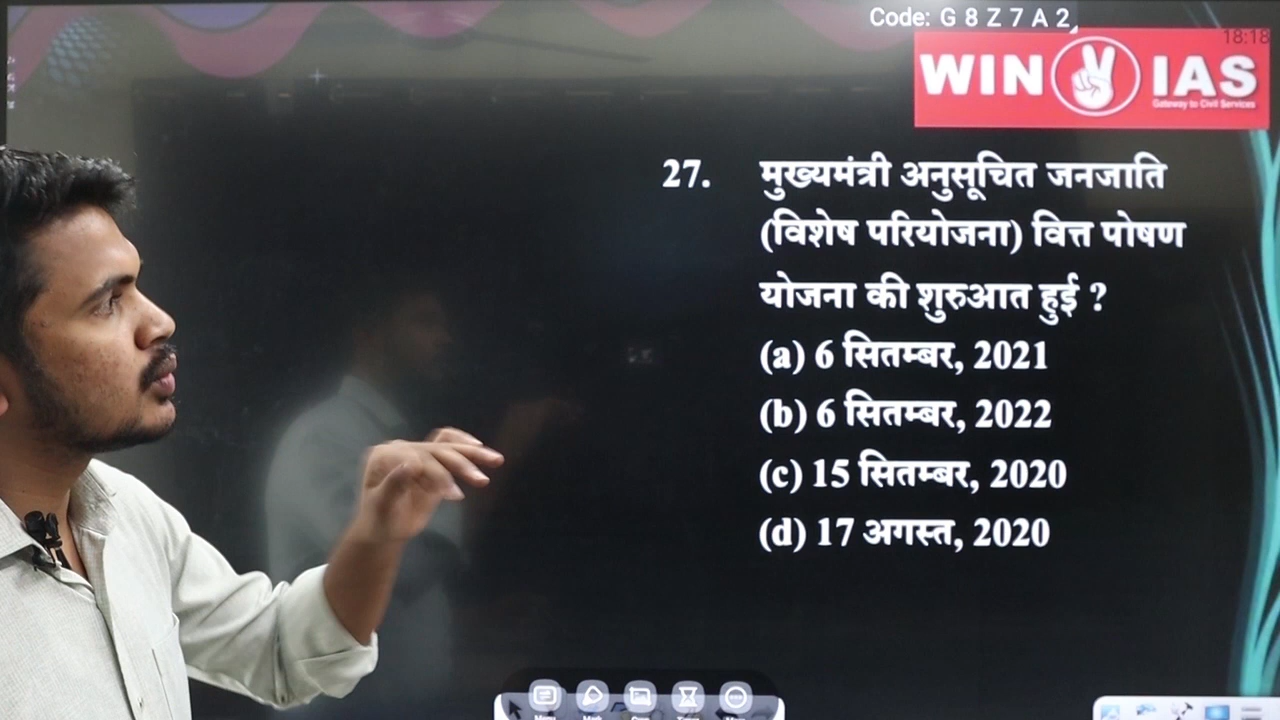 Code: G 8 Z 7 A 2
18:18
WIN IAS
Gateway to Civil Services
27. मुख्यमंत्री अनुसूचित जनजाति
(विशेष परियोजना) वित्त पोषण
योजना की शुरुआत हुई ?
(a) 6 सितम्बर, 2021
(b) 6 सितम्बर, 2022
(c) 15 सितम्बर, 2020
(d) 17 अगस्त, 2020